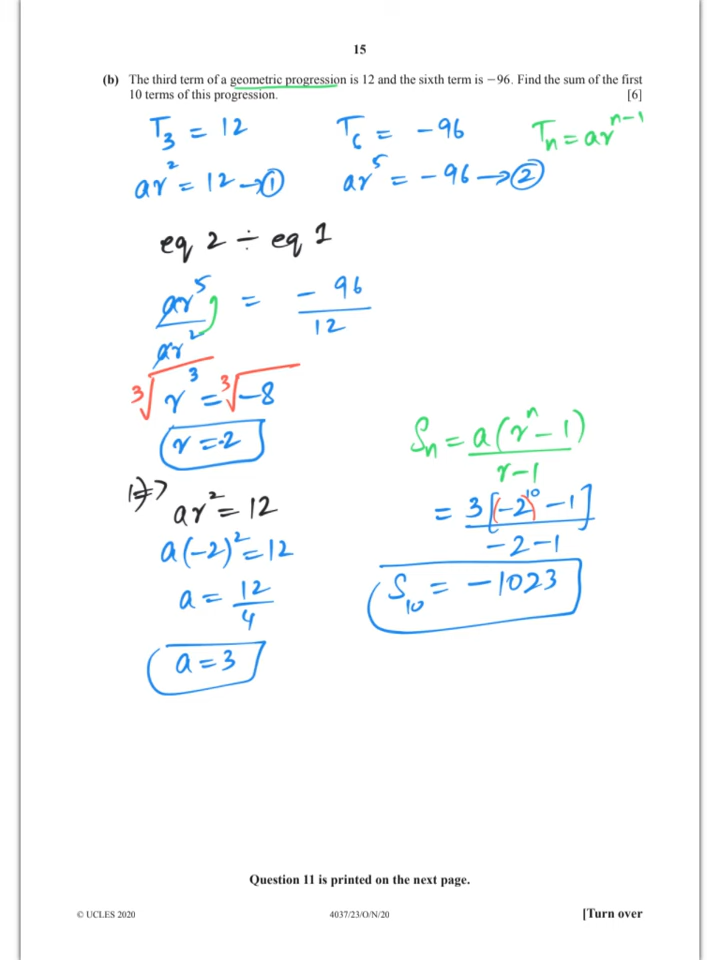 15
(b) The third term of a geometric progression is 12 and the sixth term is −96. Find the sum of the first
10 terms of this progression. [6]
T₃ = 12 T₆ = −96 Tₙ = arⁿ⁻¹
ar² = 12 → ① ar⁵ = −96 → ②
eq 2 ÷ eq 1
ar⁵/ar² = −96/12
∛r³ = ∛−8
r = -2
1 ⇒
ar² = 12
a(−2)² = 12
a = 12/4
a = 3
Sₙ = a(rⁿ − 1)/r − 1
= 3[(−2)¹⁰ − 1]/−2 − 1
S₁₀ = −1023
Question 11 is printed on the next page.
© UCLES 2020 4037/23/O/N/20 [Turn over